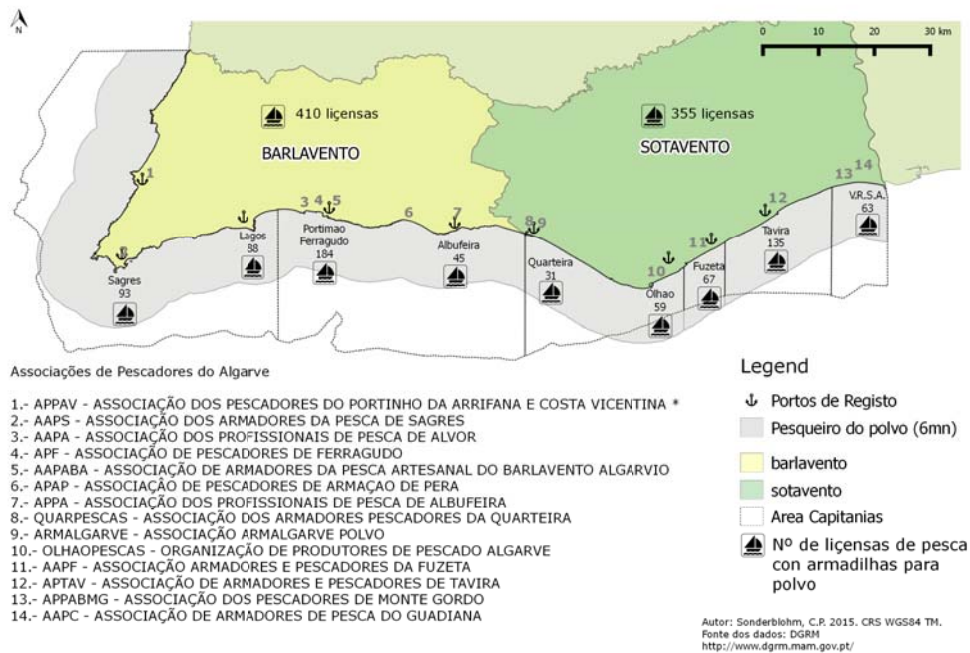 N
0 10 20 30 km
410 liçensas
355 liçensas
BARLAVENTO
SOTAVENTO
1
13 14
12
3 4 5
6
7
8 9
11
10
V.R.S.A.
63
Tavira
135
Lagos
Portimao
Ferragudo
184
Albufeira
45
Quarteira
31
Fuzeta
67
Olhao
59
Sagres
93
Associações de Pescadores do Algarve
1.- APPAV - ASSOCIAÇÃO DOS PESCADORES DO PORTINHO DA ARRIFANA E COSTA VICENTINA *
2.- AAPS - ASSOCIAÇÃO DOS ARMADORES DA PESCA DE SAGRES
3.- AAPA - ASSOCIAÇÃO DOS PROFISSIONAIS DE PESCA DE ALVOR
4.- APF - ASSOCIAÇÃO DE PESCADORES DE FERRAGUDO
5.- AAPABA - ASSOCIAÇÃO DE ARMADORES DA PESCA ARTESANAL DO BARLAVENTO ALGARVIO
6.- APAP - ASSOCIAÇÃO DE PESCADORES DE ARMAÇAO DE PERA
7.- APPA - ASSOCIAÇÃO DOS PROFISSIONAIS DE PESCA DE ALBUFEIRA
8.- QUARPESCAS - ASSOCIAÇÃO DOS ARMADORES PESCADORES DA QUARTEIRA
9.- ARMALGARVE - ASSOCIAÇÃO ARMALGARVE POLVO
10.- OLHAOPESCAS - ORGANIZAÇÃO DE PRODUTORES DE PESCADO ALGARVE
11.- AAPF - ASSOCIAÇÃO ARMADORES E PESCADORES DA FUZETA
12.- APTAV - ASSOCIAÇÃO DE ARMADORES E PESCADORES DE TAVIRA
13.- APPABMG - ASSOCIAÇÃO DOS PESCADORES DE MONTE GORDO
14.- AAPC - ASSOCIAÇÃO DE ARMADORES DE PESCA DO GUADIANA
Legend
Portos de Registo
Pesqueiro do polvo (6mn)
barlavento
sotavento
Area Capitanias
Nº de liçensas de pesca
con armadilhas para
polvo
Autor: Sonderblohm, C.P. 2015. CRS WGS84 TM.
Fonte dos dados: DGRM
http://www.dgrm.mam.gov.pt/